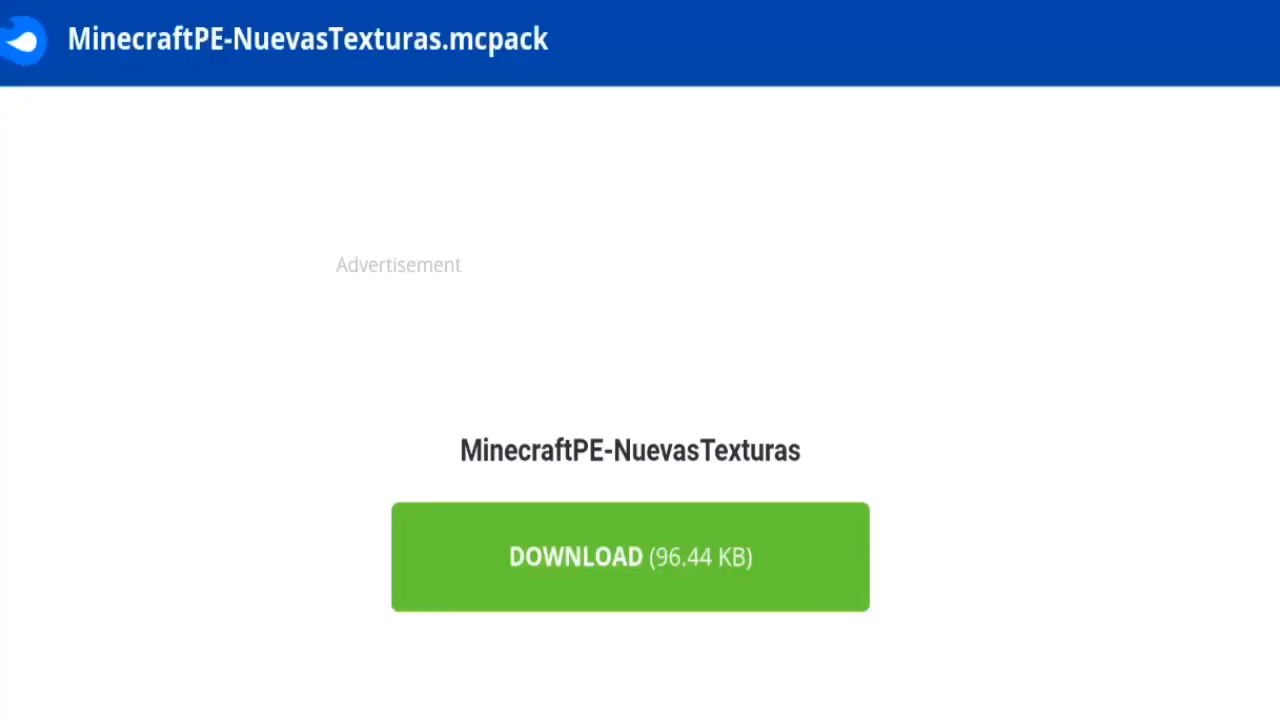 MinecraftPE-NuevasTexturas.mcpack
Advertisement
MinecraftPE-NuevasTexturas
DOWNLOAD (96.44 KB)